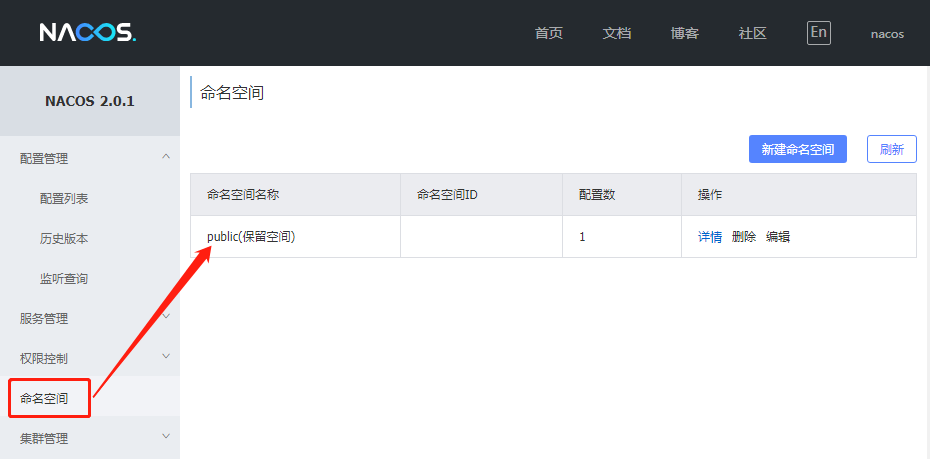 NACOS.
首页 文档 博客 社区 En nacos
NACOS 2.0.1
配置管理
配置列表
历史版本
监听查询
服务管理
权限控制
命名空间
集群管理
命名空间
新建命名空间 刷新
命名空间名称 命名空间ID 配置数 操作
public(保留空间) 1 详情 删除 编辑